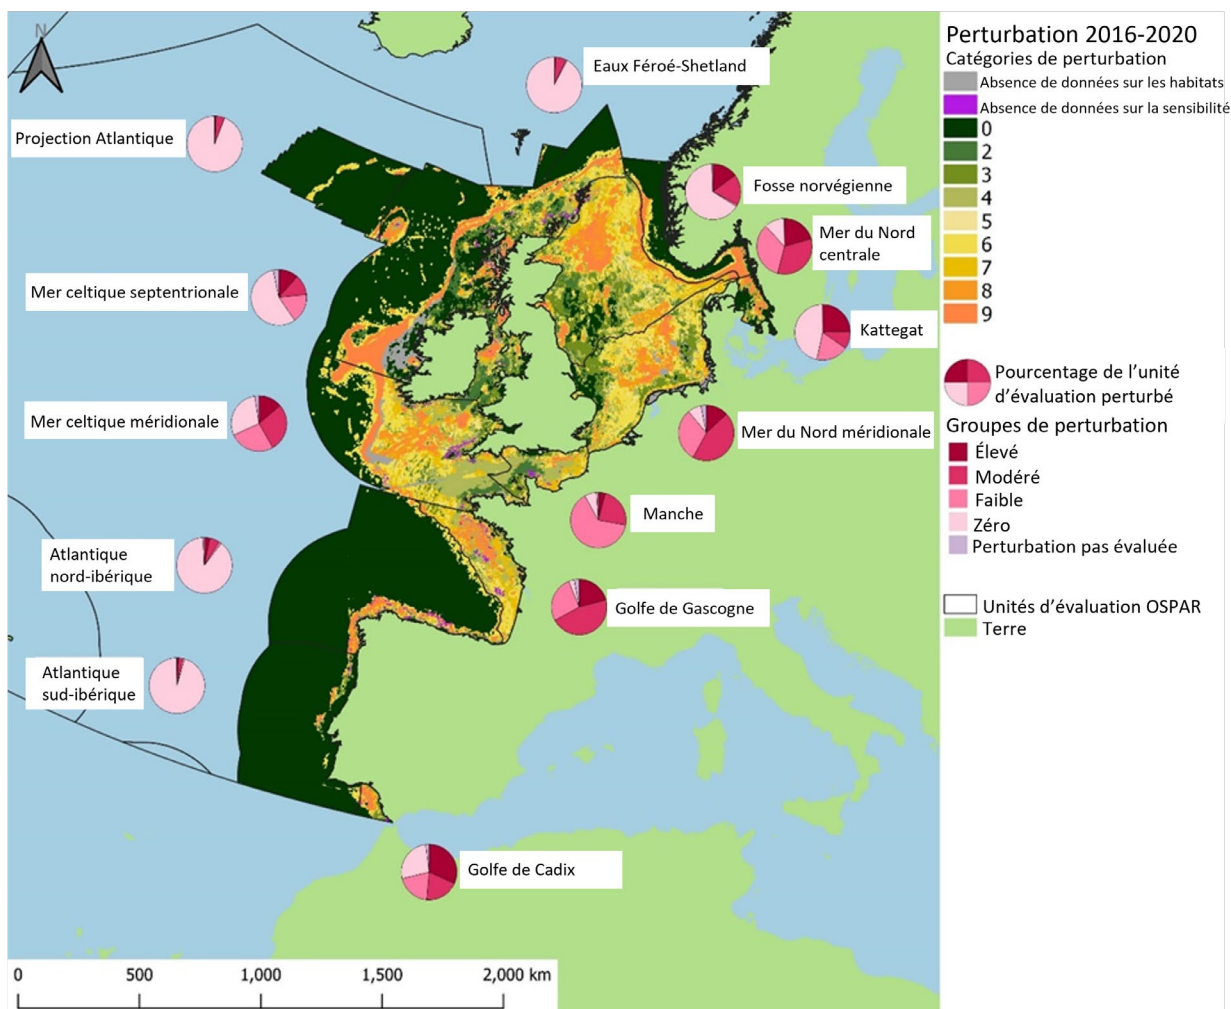 N
Eaux Féroé-Shetland
Projection Atlantique
Fosse norvégienne
Mer du Nord
centrale
Mer celtique septentrionale
Kattegat
Mer celtique méridionale
Mer du Nord méridionale
Manche
Atlantique
nord-ibérique
Golfe de Gascogne
Atlantique
sud-ibérique
Golfe de Cadix
0 500 1,000 1,500 2,000 km
Perturbation 2016-2020
Catégories de perturbation
Absence de données sur les habitats
Absence de données sur la sensibilité
0
2
3
4
5
6
7
8
9
Pourcentage de l'unité
d'évaluation perturbé
Groupes de perturbation
Élevé
Modéré
Faible
Zéro
Perturbation pas évaluée
Unités d'évaluation OSPAR
Terre